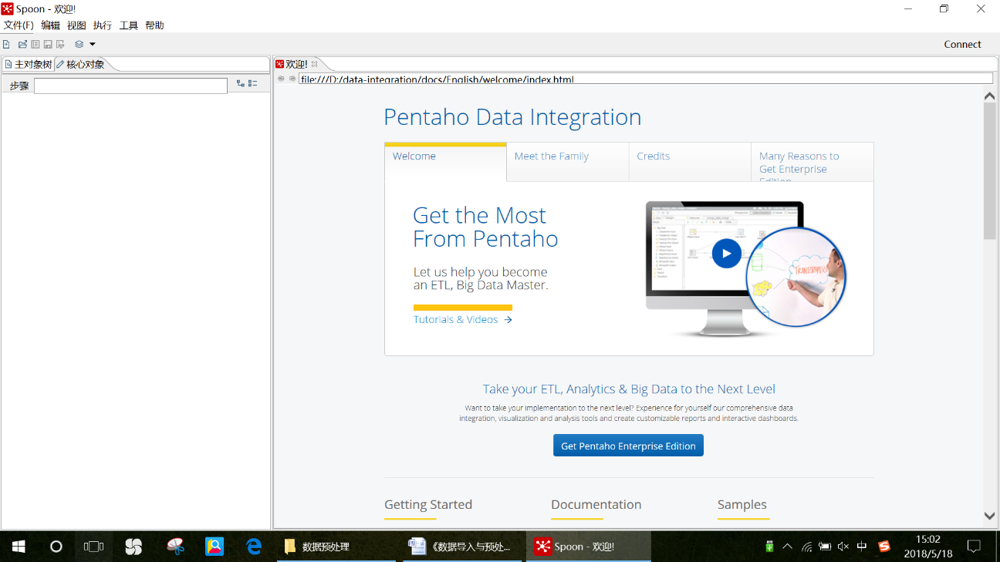 Spoon - 欢迎!
文件(F) 编辑 视图 执行 工具 帮助
Connect
主对象树 核心对象
欢迎!
步骤
file:///D:/data-integration/docs/English/welcome/index.html
Pentaho Data Integration
Welcome
Meet the Family
Credits
Many Reasons to
Get Enterprise
Edition
Get the Most
From Pentaho
Let us help you become
an ETL, Big Data Master.
Tutorials & Videos →
TRANSFORMATION
Take your ETL, Analytics & Big Data to the Next Level
Want to take your implementation to the next level? Experience for yourself our comprehensive data
integration, visualization and analysis tools and create customizable reports and interactive dashboards.
Get Pentaho Enterprise Edition
Getting Started
Documentation
Samples
数据预处理
《数据导入与预处...
Spoon - 欢迎!
中
15:02
2018/5/18